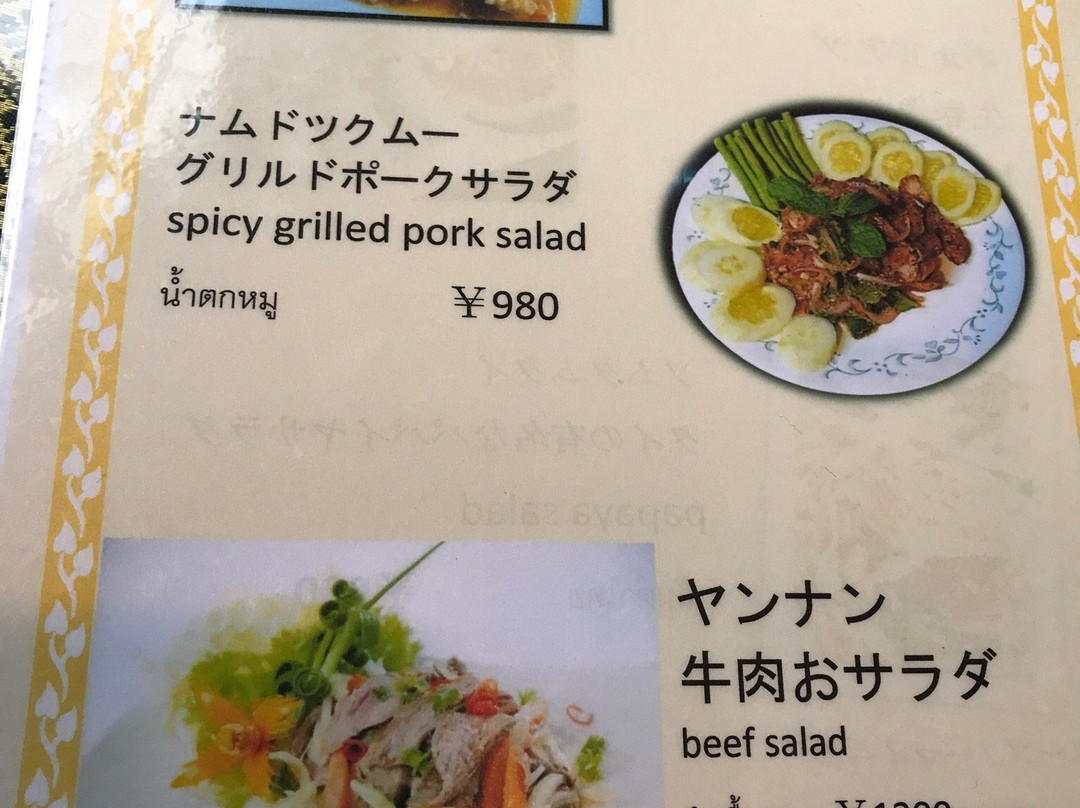 ナムドツクムー
グリルドポークサラダ
spicy grilled pork salad
น้ำตกหมู ￥980
ヤンナン
牛肉おサラダ
beef salad